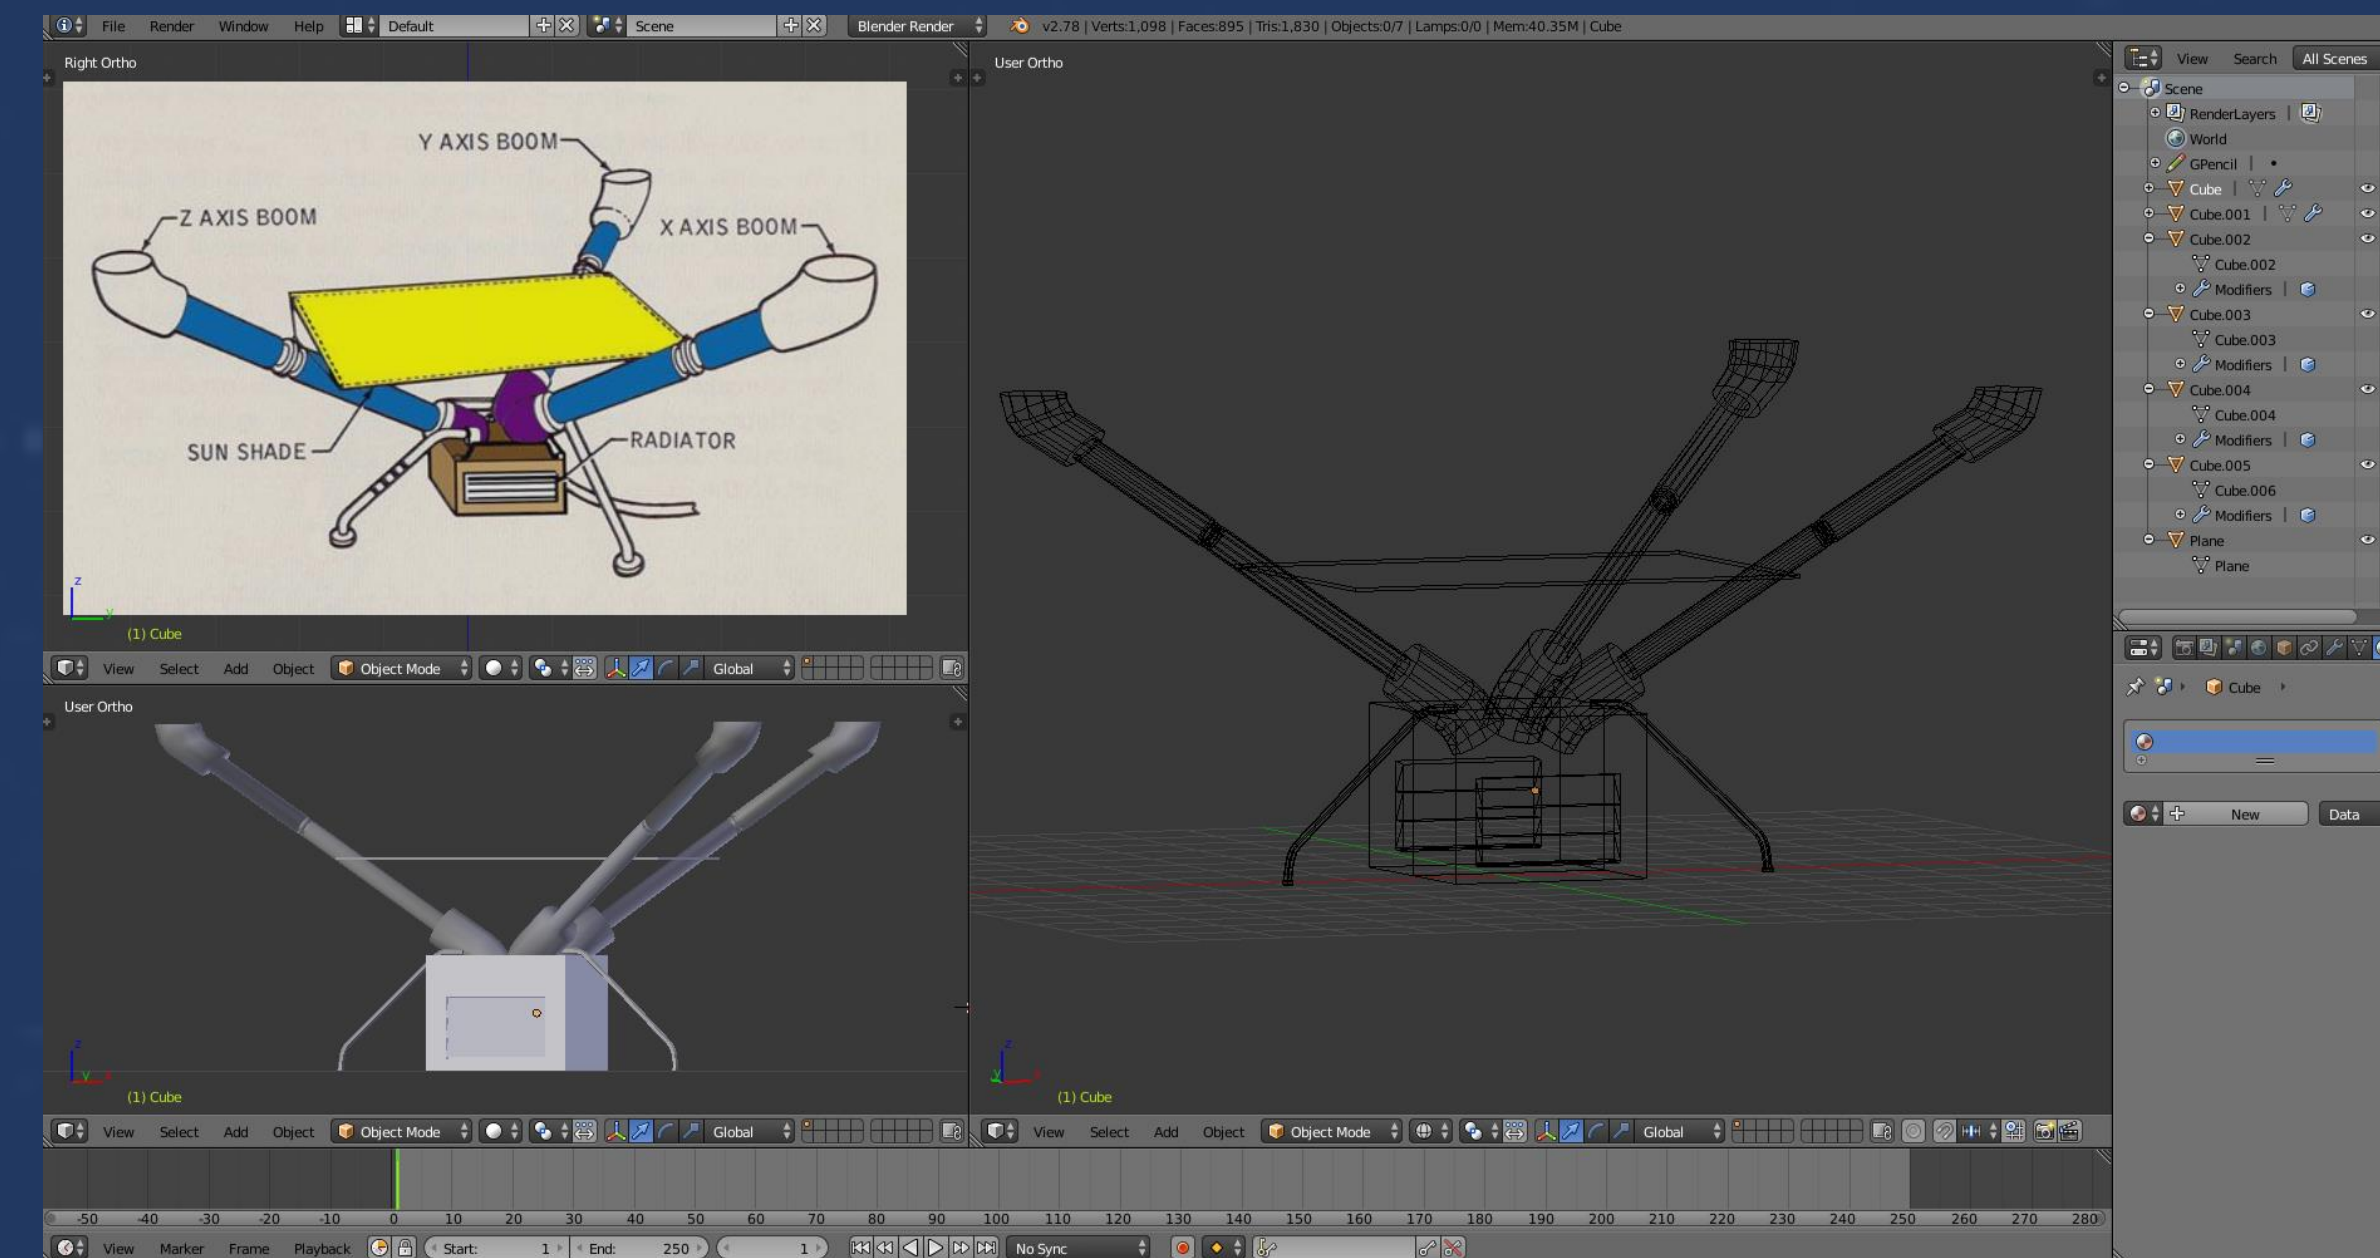 File Render Window Help Default Scene Blender Render v2.78 | Verts:1,098 | Faces:895 | Tris:1,830 | Objects:0/7 | Lamps:0/0 | Mem:40.35M | Cube
Right Ortho
Y AXIS BOOM
Z AXIS BOOM
X AXIS BOOM
SUN SHADE
RADIATOR
z
y
(1) Cube
View Select Add Object Object Mode Global
User Ortho
z
y x
(1) Cube
View Select Add Object Object Mode Global
User Ortho
z
y x
(1) Cube
View Select Add Object Object Mode Global
View Search All Scenes
Scene
RenderLayers |
World
GPencil |
Cube |
Cube.001 |
Cube.002
Cube.002
Modifiers |
Cube.003
Cube.003
Modifiers |
Cube.004
Cube.004
Modifiers |
Cube.005
Cube.006
Modifiers |
Plane
Plane
Cube
New Data
-50 -40 -30 -20 -10 0 10 20 30 40 50 60 70 80 90 100 110 120 130 140 150 160 170 180 190 200 210 220 230 240 250 260 270 280
View Marker Frame Playback Start: 1 End: 250 1 No Sync